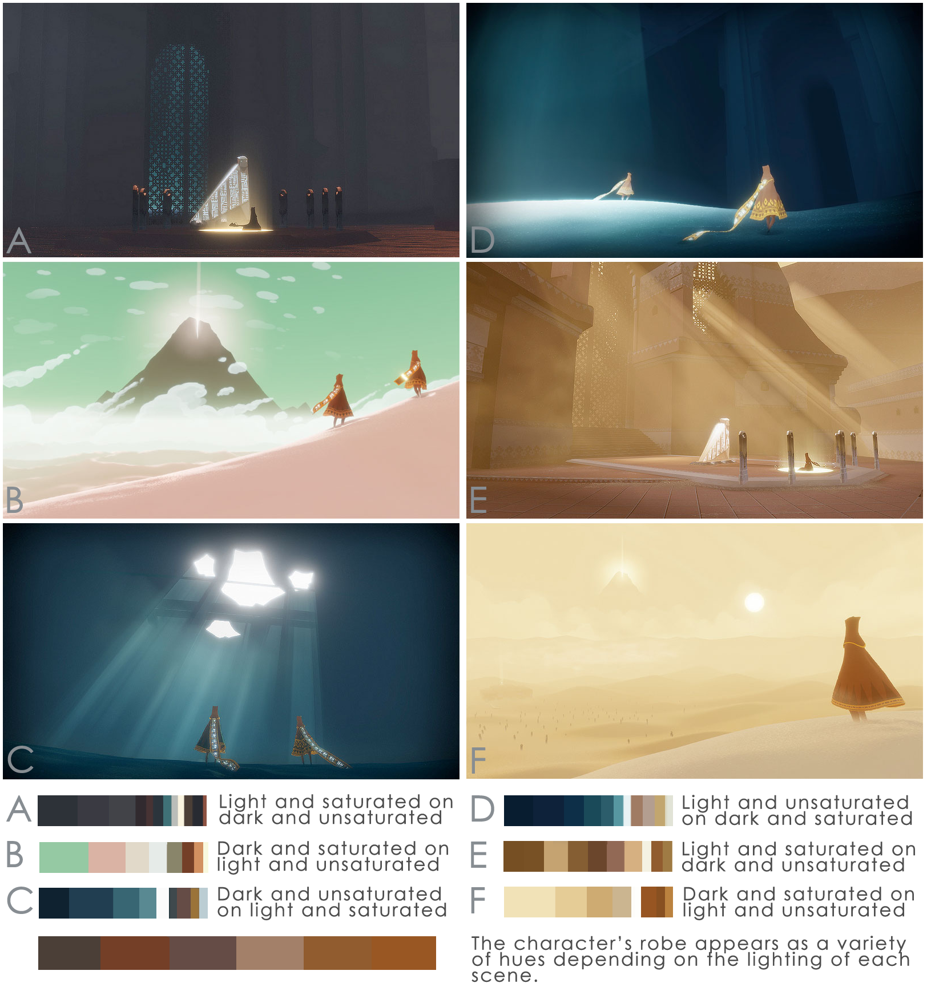 A
D
B
E
C
F
A
Light and saturated on
dark and unsaturated
B
Dark and saturated on
light and unsaturated
C
Dark and unsaturated
on light and saturated
D
Light and unsaturated
on dark and saturated
E
Light and saturated on
dark and unsaturated
F
Dark and saturated on
light and unsaturated
The character's robe appears as a variety
of hues depending on the lighting of each
scene.